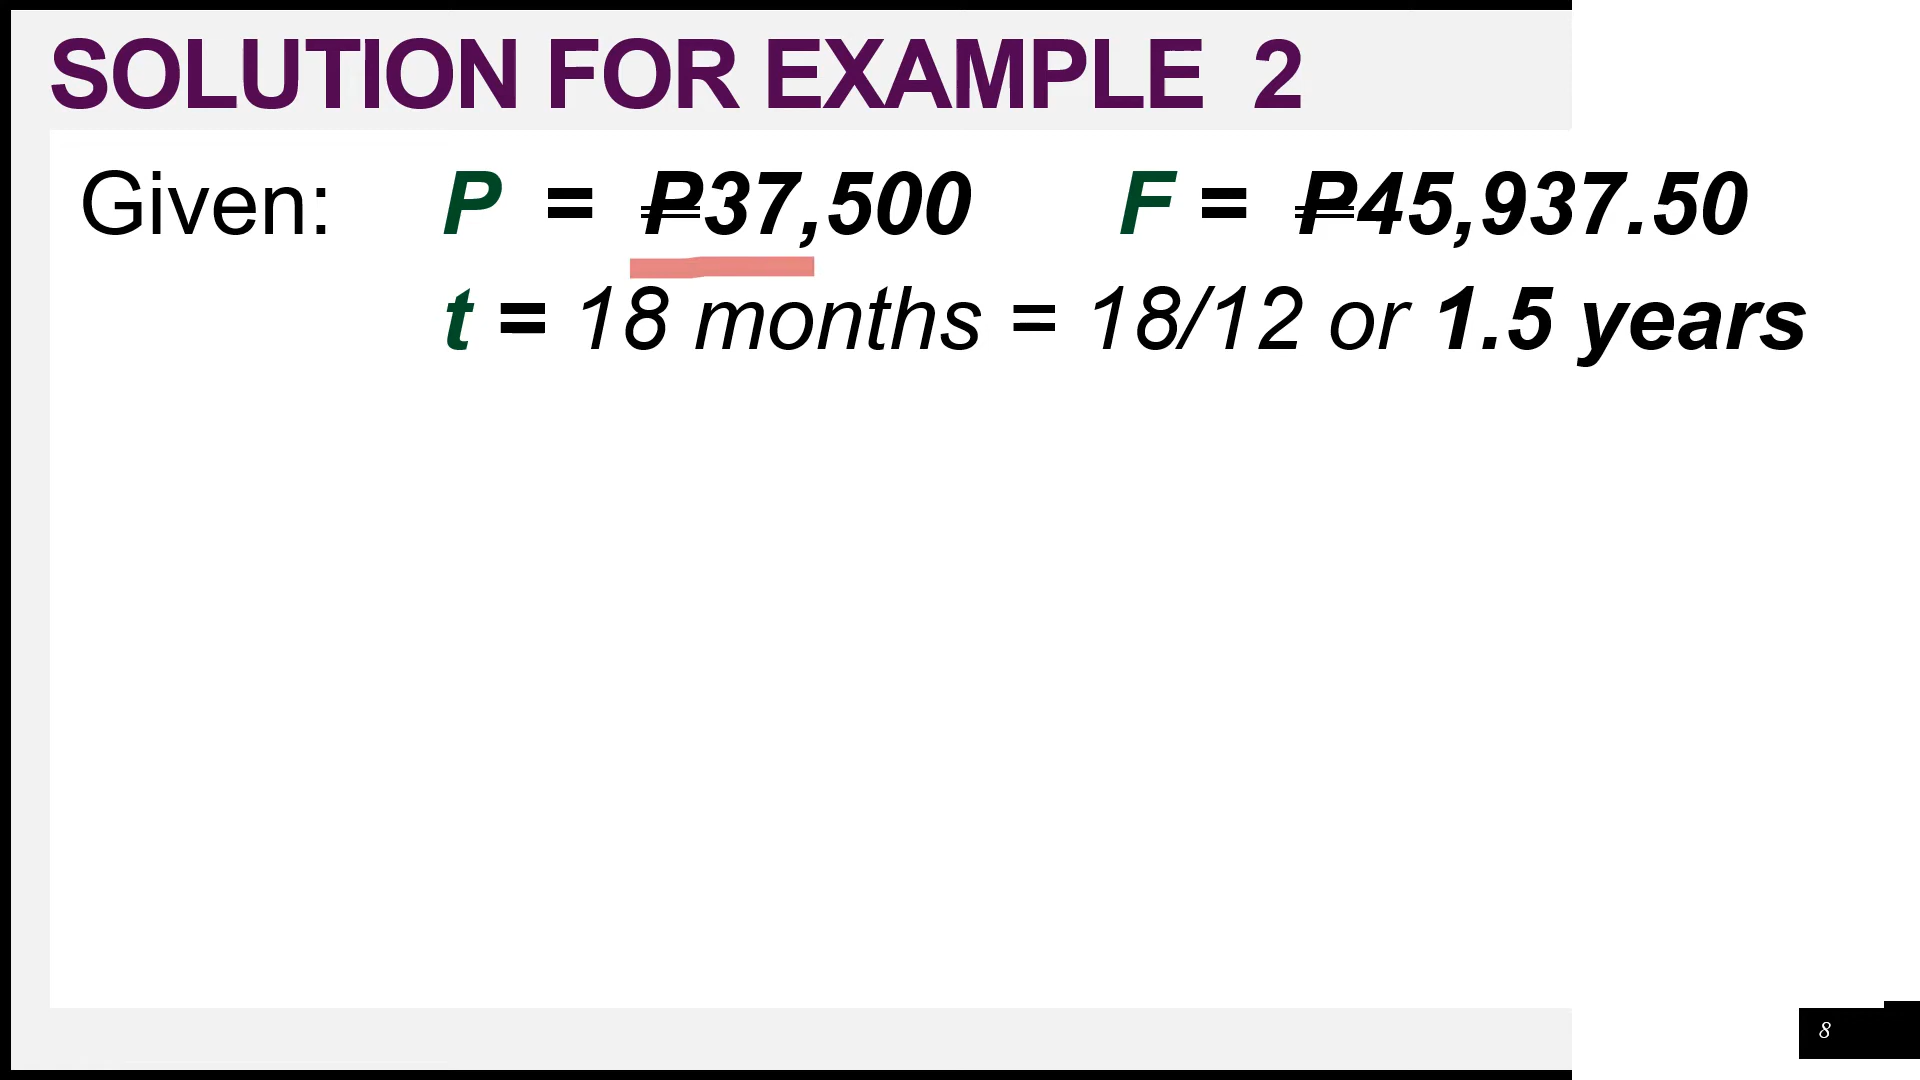 SOLUTION FOR EXAMPLE 2
Given: P = ₱37,500 F = ₱45,937.50
t = 18 months = 18/12 or 1.5 years
8